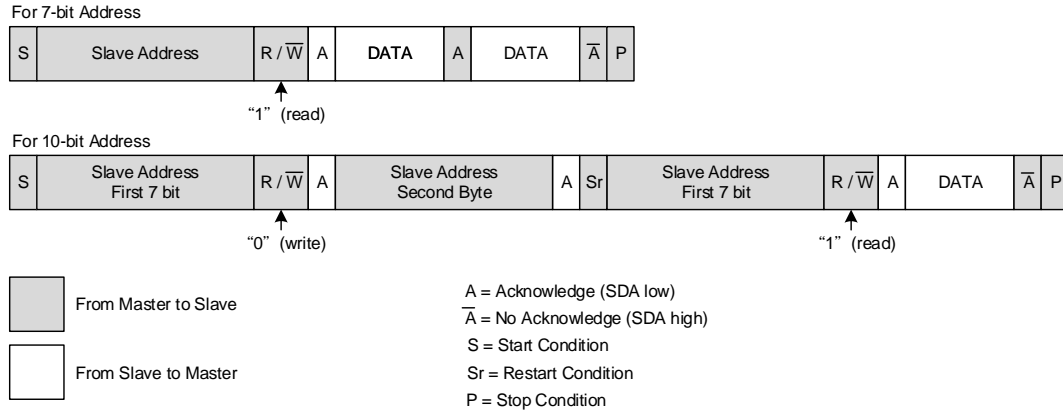 For 7-bit Address
S Slave Address R / W̅ A DATA A DATA A̅ P
“1” (read)
For 10-bit Address
S Slave Address First 7 bit R / W̅ A Slave Address Second Byte A Sr Slave Address First 7 bit R / W̅ A DATA A̅ P
“0” (write) “1” (read)
From Master to Slave
From Slave to Master
A = Acknowledge (SDA low)
A̅ = No Acknowledge (SDA high)
S = Start Condition
Sr = Restart Condition
P = Stop Condition